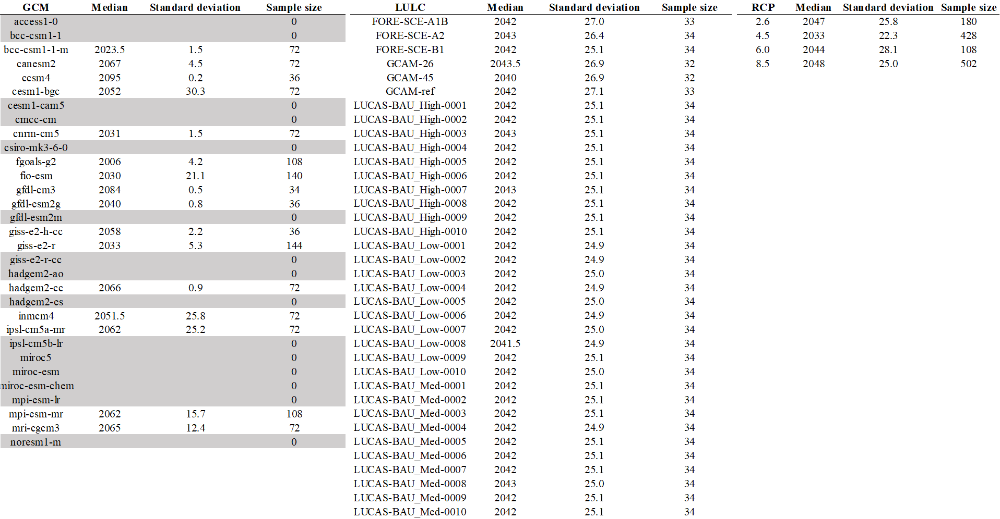 GCM Median Standard deviation Sample size LULC Median Standard deviation Sample size RCP Median Standard deviation Sample size
access1-0 0 FORE-SCE-A1B 2042 27.0 33 2.6 2047 25.8 180
bcc-csm1-1 0 FORE-SCE-A2 2043 26.4 34 4.5 2033 22.3 428
bcc-csm1-1-m 2023.5 1.5 72 FORE-SCE-B1 2042 25.1 34 6.0 2044 28.1 108
canesm2 2067 4.5 72 GCAM-26 2043.5 26.9 32 8.5 2048 25.0 502
ccsm4 2095 0.2 36 GCAM-45 2040 26.9 32
cesm1-bgc 2052 30.3 72 GCAM-ref 2042 27.1 33
cesm1-cam5 0 LUCAS-BAU_High-0001 2042 25.1 34
cmcc-cm 0 LUCAS-BAU_High-0002 2042 25.1 34
cnrm-cm5 2031 1.5 72 LUCAS-BAU_High-0003 2043 25.1 34
csiro-mk3-6-0 0 LUCAS-BAU_High-0004 2042 25.1 34
fgoals-g2 2006 4.2 108 LUCAS-BAU_High-0005 2042 25.1 34
fio-esm 2030 21.1 140 LUCAS-BAU_High-0006 2042 25.1 34
gfdl-cm3 2084 0.5 34 LUCAS-BAU_High-0007 2043 25.1 34
gfdl-esm2g 2040 0.8 36 LUCAS-BAU_High-0008 2042 25.1 34
gfdl-esm2m 0 LUCAS-BAU_High-0009 2042 25.1 34
giss-e2-h-cc 2058 2.2 36 LUCAS-BAU_High-0010 2042 25.1 34
giss-e2-r 2033 5.3 144 LUCAS-BAU_Low-0001 2042 24.9 34
giss-e2-r-cc 0 LUCAS-BAU_Low-0002 2042 24.9 34
hadgem2-ao 0 LUCAS-BAU_Low-0003 2042 25.0 34
hadgem2-cc 2066 0.9 72 LUCAS-BAU_Low-0004 2042 24.9 34
hadgem2-es 0 LUCAS-BAU_Low-0005 2042 25.0 34
inmcm4 2051.5 25.8 72 LUCAS-BAU_Low-0006 2042 24.9 34
ipsl-cm5a-mr 2062 25.2 72 LUCAS-BAU_Low-0007 2042 25.0 34
ipsl-cm5b-lr 0 LUCAS-BAU_Low-0008 2041.5 24.9 34
miroc5 0 LUCAS-BAU_Low-0009 2042 25.1 34
miroc-esm 0 LUCAS-BAU_Low-0010 2042 25.0 34
miroc-esm-chem 0 LUCAS-BAU_Med-0001 2042 25.1 34
mpi-esm-lr 0 LUCAS-BAU_Med-0002 2042 25.1 34
mpi-esm-mr 2062 15.7 108 LUCAS-BAU_Med-0003 2042 25.1 34
mri-cgcm3 2065 12.4 72 LUCAS-BAU_Med-0004 2042 24.9 34
noresm1-m 0 LUCAS-BAU_Med-0005 2042 25.1 34
LUCAS-BAU_Med-0006 2042 25.1 34
LUCAS-BAU_Med-0007 2042 25.1 34
LUCAS-BAU_Med-0008 2043 25.0 34
LUCAS-BAU_Med-0009 2042 25.1 34
LUCAS-BAU_Med-0010 2042 25.1 34